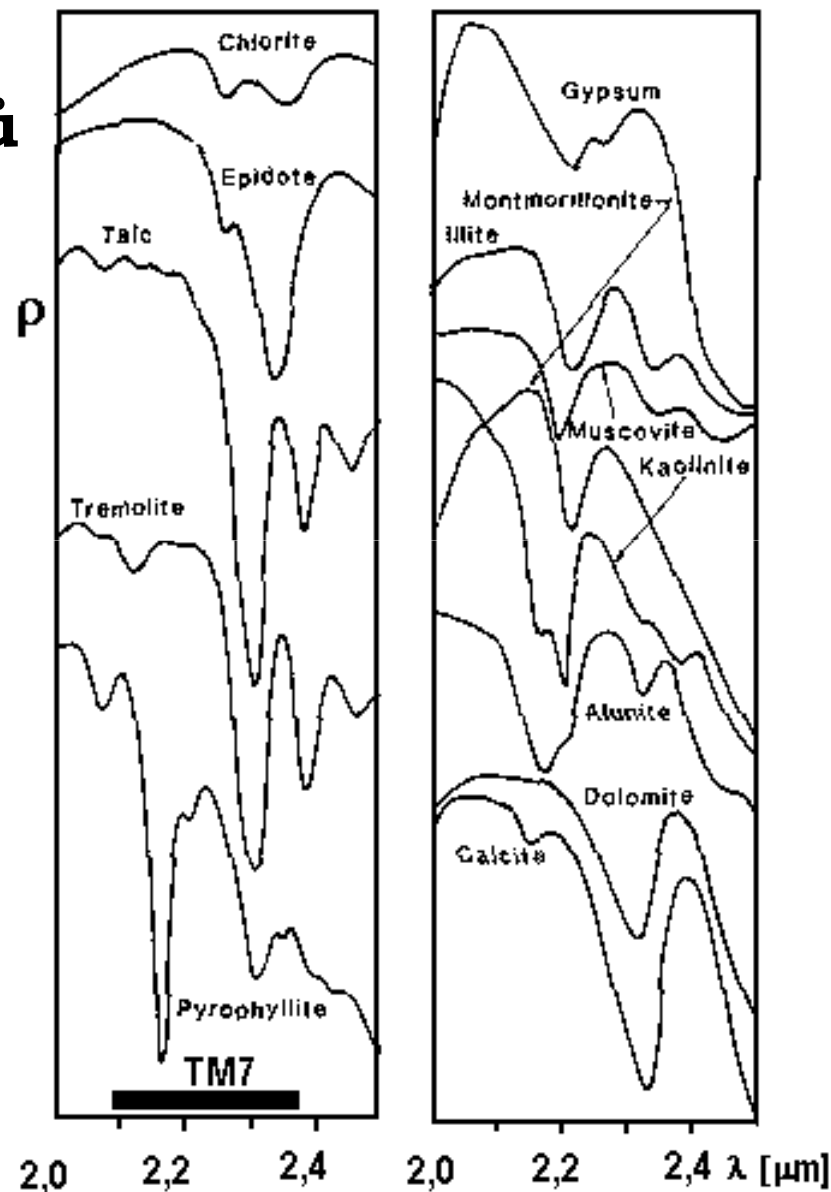 Chlorite
Epidote
Talc
ρ
Tremolite
Pyrophyllite
TM7
2,0 2,2 2,4
Gypsum
Montmorillonite
Illite
Muscovite
Kaolinite
Alunite
Dolomite
Calcite
2,0 2,2 2,4 λ [μm]